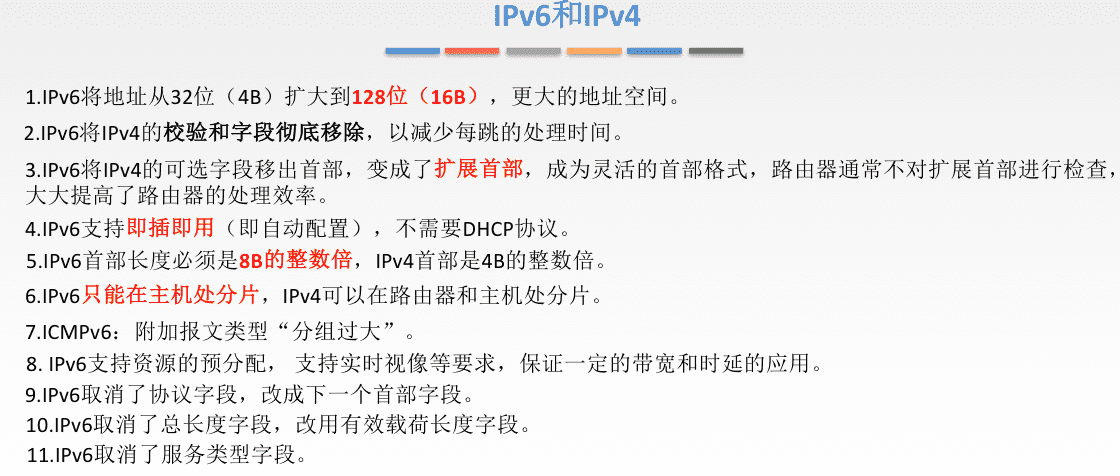 IPv6和IPv4
1.IPv6将地址从32位（4B）扩大到128位（16B），更大的地址空间。
2.IPv6将IPv4的校验和字段彻底移除，以减少每跳的处理时间。
3.IPv6将IPv4的可选字段移出首部，变成了扩展首部，成为灵活的首部格式，路由器通常不对扩展首部进行检查，
大大提高了路由器的处理效率。
4.IPv6支持即插即用（即自动配置），不需要DHCP协议。
5.IPv6首部长度必须是8B的整数倍，IPv4首部是4B的整数倍。
6.IPv6只能在主机处分片，IPv4可以在路由器和主机处分片。
7.ICMPv6：附加报文类型“分组过大”。
8. IPv6支持资源的预分配， 支持实时视像等要求，保证一定的带宽和时延的应用。
9.IPv6取消了协议字段，改成下一个首部字段。
10.IPv6取消了总长度字段，改用有效载荷长度字段。
11.IPv6取消了服务类型字段。